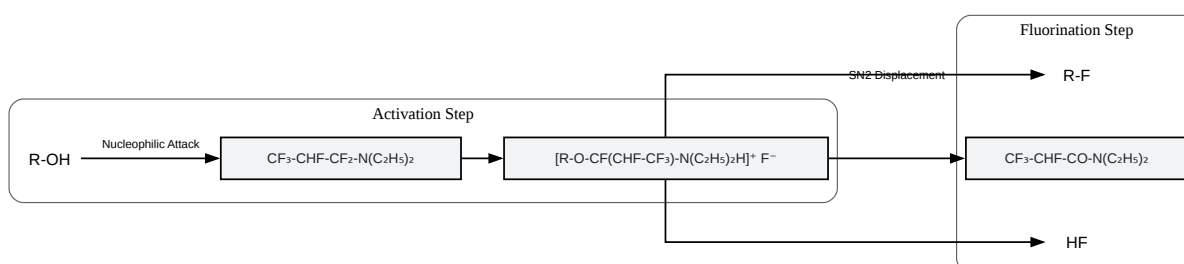 Fluorination Step
SN2 Displacement
R-F
Activation Step
Nucleophilic Attack
R-OH
CF₃-CHF-CF₂-N(C₂H₅)₂
[R-O-CF(CHF-CF₃)-N(C₂H₅)₂H]⁺ F⁻
CF₃-CHF-CO-N(C₂H₅)₂
HF